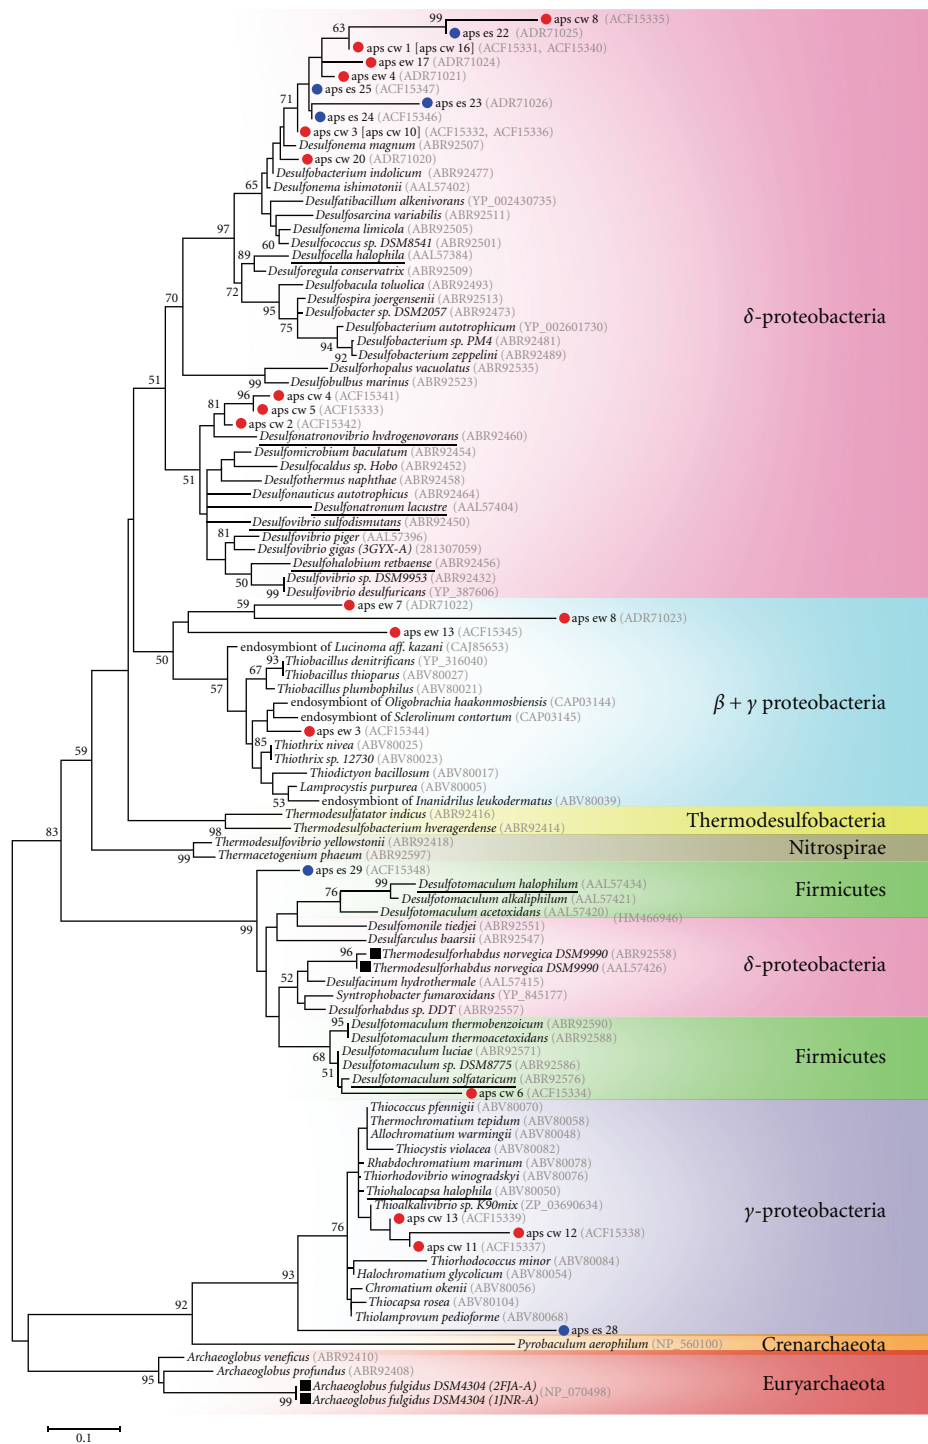 99
aps cw 8 (ACF15335)
63
aps es 22 (ADR71025)
aps cw 1 [aps cw 16] (ACF15331, ACF15340)
aps ew 17 (ADR71024)
aps ew 4 (ADR71021)
aps es 25 (ACF15347)
71
aps es 23 (ADR71026)
aps es 24 (ACF15346)
aps cw 3 [aps cw 10] (ACF15332, ACF15336)
Desulfonema magnum (ABR92507)
aps cw 20 (ADR71020)
Desulfobacterium indolicum (ABR92477)
65
Desulfonema ishimotonii (AAL57402)
Desulfatibacillum alkenivorans (YP_002430735)
Desulfosarcina variabilis (ABR92511)
97
Desulfonema limicola (ABR92505)
60
Desulfococcus sp. DSM8541 (ABR92501)
89
Desulfocella halophila (AAL57384)
Desulforegula conservatrix (ABR92509)
72
Desulfobacula toluolica (ABR92493)
70
Desulfospira joergensenii (ABR92513)
95
Desulfobacter sp. DSM2057 (ABR92473)
δ-proteobacteria
75
Desulfobacterium autotrophicum (YP_002601730)
94
Desulfobacterium sp. PM4 (ABR92481)
92
Desulfobacterium zeppelini (ABR92489)
Desulforhopalus vacuolatus (ABR92535)
51
99
Desulfobulbus marinus (ABR92523)
96
aps cw 4 (ACF15341)
81
aps cw 5 (ACF15333)
aps cw 2 (ACF15342)
Desulfonatronovibrio hvdrogenovorans (ABR92460)
Desulfomicrobium baculatum (ABR92454)
Desulfocaldus sp. Hobo (ABR92452)
51
Desulfothermus naphthae (ABR92458)
Desulfonauticus autotrophicus (ABR92464)
Desulfonatronum lacustre (AAL57404)
Desulfovibrio sulfodismutans (ABR92450)
81
Desulfovibrio piger (AAL57396)
Desulfovibrio gigas (3GYX-A) (281307059)
Desulfohalobium retbaense (ABR92456)
50
Desulfovibrio sp. DSM9953 (ABR92432)
99
Desulfovibrio desulfuricans (YP_387606)
59
aps ew 7 (ADR71022)
aps ew 8 (ADR71023)
aps ew 13 (ACF15345)
50
endosymbiont of Lucinoma aff. kazani (CAJ85653)
93
Thiobacillus denitrificans (YP_316040)
67
Thiobacillus thioparus (ABV80027)
57
Thiobacillus plumbophilus (ABV80021)
endosymbiont of Oligobrachia haakonmosbiensis (CAP03144)
β + γ proteobacteria
endosymbiont of Sclerolinum contortum (CAP03145)
aps ew 3 (ACF15344)
85
Thiothrix nivea (ABV80025)
59
Thiothrix sp. 12730 (ABV80023)
Thiodictyon bacillosum (ABV80017)
Lamprocystis purpurea (ABV80005)
53
endosymbiont of Inanidrilus leukodermatus (ABV80039)
Thermodesulfatator indicus (ABR92416)
Thermodesulfobacteria
98
Thermodesulfobacterium hveragerdense (ABR92414)
83
Thermodesulfovibrio yellowstonii (ABR92418)
Nitrospirae
99
Thermacetogenium phaeum (ABR92597)
aps es 29 (ACF15348)
99
Desulfotomaculum halophilum (AAL57434)
Firmicutes
76
Desulfotomaculum alkaliphilum (AAL57421)
Desulfotomaculum acetoxidans (AAL57420)
(HM466946)
99
Desulfomonile tiedjei (ABR92551)
Desulfarculus baarsii (ABR92547)
96
Thermodesulforhabdus norvegica DSM9990 (ABR92558)
δ-proteobacteria
Thermodesulforhabdus norvegica DSM9990 (AAL57426)
52
Desulfacinum hydrothermale (AAL57415)
Syntrophobacter fumaroxidans (YP_845177)
Desulforhabdus sp. DDT (ABR92557)
95
Desulfotomaculum thermobenzoicum (ABR92590)
Desulfotomaculum thermoacetoxidans (ABR92588)
68
Desulfotomaculum luciae (ABR92571)
Firmicutes
51
Desulfotomaculum sp. DSM8775 (ABR92586)
Desulfotomaculum solfataricum (ABR92576)
aps cw 6 (ACF15334)
Thiococcus pfennigii (ABV80070)
Thermochromatium tepidum (ABV80058)
Allochromatium warmingii (ABV80048)
Thiocystis violacea (ABV80082)
Rhabdochromatium marinum (ABV80078)
Thiorhodovibrio winogradskyi (ABV80076)
Thiohalocapsa halophila (ABV80050)
Thioalkalivibrio sp. K90mix (ZP_03690634)
γ-proteobacteria
aps cw 13 (ACF15339)
76
aps cw 12 (ACF15338)
aps cw 11 (ACF15337)
Thiorhodococcus minor (ABV80084)
93
Halochromatium glycolicum (ABV80054)
Chromatium okenii (ABV80056)
92
Thiocapsa rosea (ABV80104)
Thiolamprovum pedioforme (ABV80068)
aps es 28
Pyrobaculum aerophilum (NP_560100)
Crenarchaeota
Archaeoglobus veneficus (ABR92410)
95
Archaeoglobus profundus (ABR92408)
Euryarchaeota
Archaeoglobus fulgidus DSM4304 (2FJA-A)
(NP_070498)
99
Archaeoglobus fulgidus DSM4304 (1JNR-A)
0.1